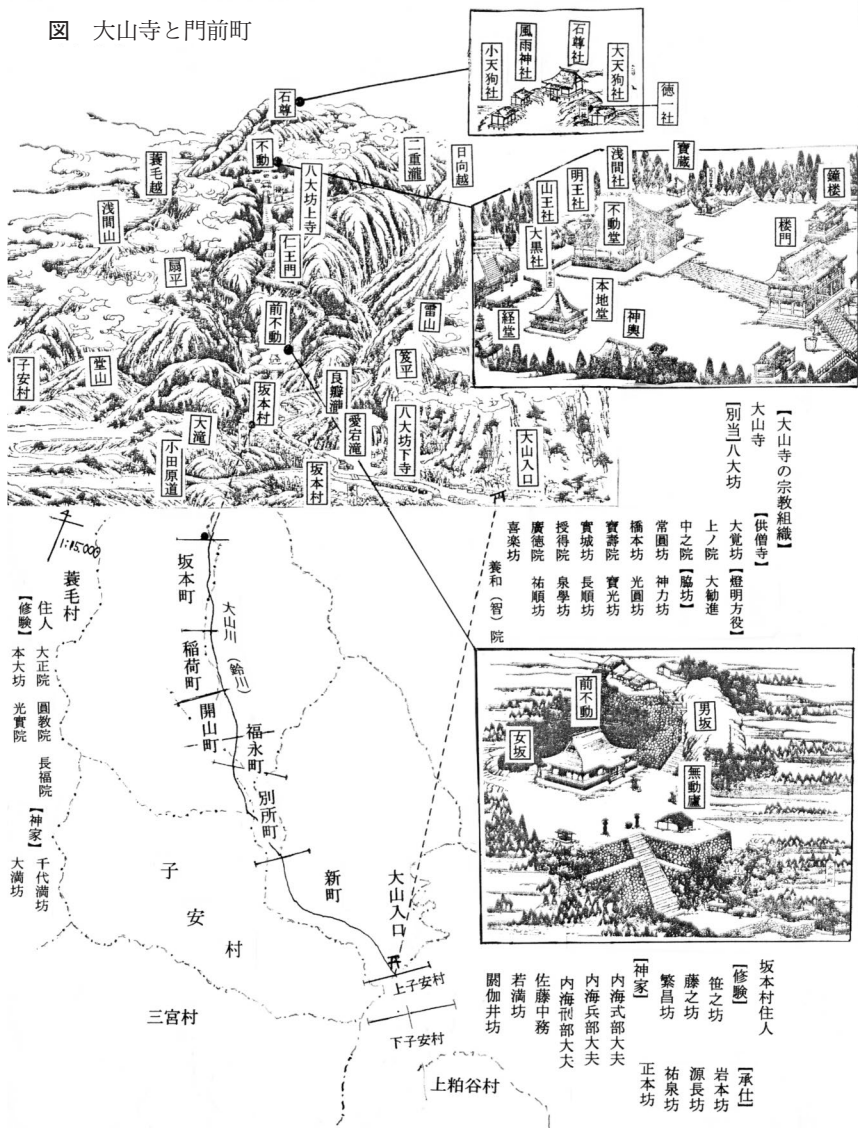 図　大山寺と門前町
小天狗社
風雨神社
石尊社
大天狗社
徳一社
石尊
不動
蓑毛越
八大坊上寺
二重瀧
日向越
浅間山
扇平
仁王門
前不動
雷山
笈平
子安村
堂山
坂本村
良瓣瀧
愛宕滝
八大坊下寺
大山入口
大滝
小田原道
坂本村
浅間社
寶蔵
鐘楼
明王社
山王社
不動堂
楼門
大黒社
本地堂
神輿
経堂
【大山寺の宗教組織】
大山寺
【別当】八大坊
【供僧寺】
大覚坊【燈明方役】
上ノ院　大勧進
中之院【脇坊】
常圓坊　神力坊
橋本坊　光圓坊
寶壽院　寶光坊
實城坊　長順坊
授得院　泉學坊
廣徳院　祐順坊
喜楽坊
養和（智）院
1:15,000
蓑毛村
住人
【修験】
大正院　圓教院　長福院
本大坊　光實院
【神家】
千代満坊
大満坊
坂本町
大山川（鈴川）
稲荷町
開山町
福永町
別所町
新町
子安村
大山入口
上子安村
下子安村
三宮村
上粕谷村
前不動
男坂
女坂
無動廬
坂本村住人
【修験】
笹之坊
藤之坊
繁昌坊
【承仕】
岩本坊
源長坊
祐泉坊
正本坊
【神家】
内海式部大夫
内海兵部大夫
内海刑部大夫
佐藤中務
若満坊
閼伽井坊